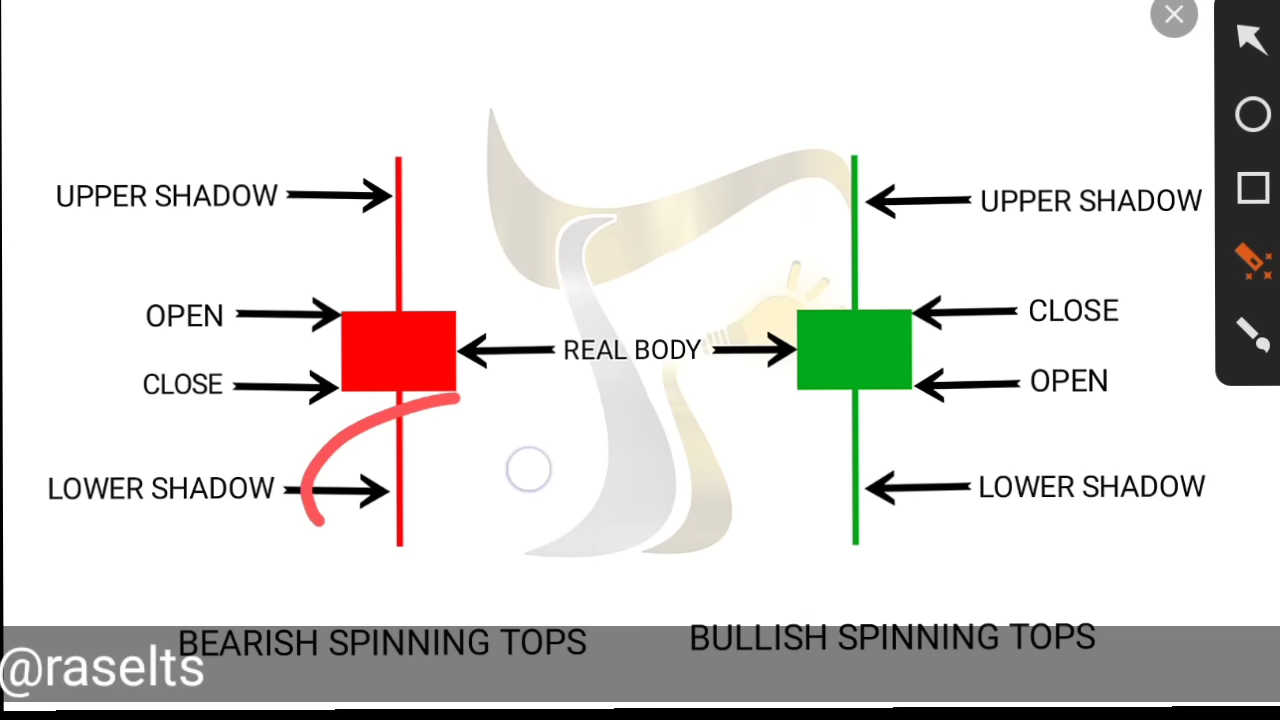 UPPER SHADOW
UPPER SHADOW
OPEN
CLOSE
REAL BODY
CLOSE
OPEN
LOWER SHADOW
LOWER SHADOW
BEARISH SPINNING TOPS
BULLISH SPINNING TOPS
@raselts